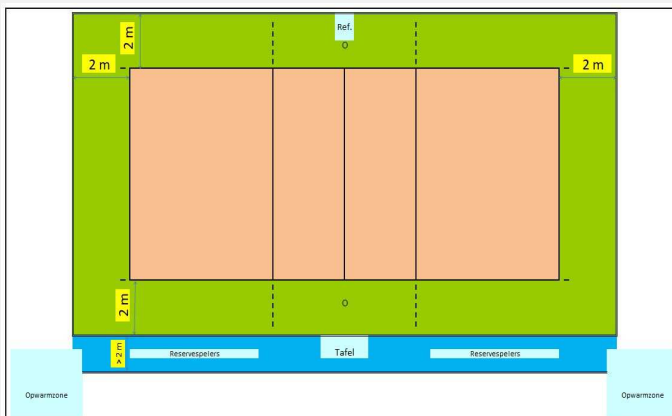 Ref.
2 m
O
2 m
2 m
2 m
O
> 2 m
Reservespelers
Tafel
Reservespelers
Opwarmzone
Opwarmzone